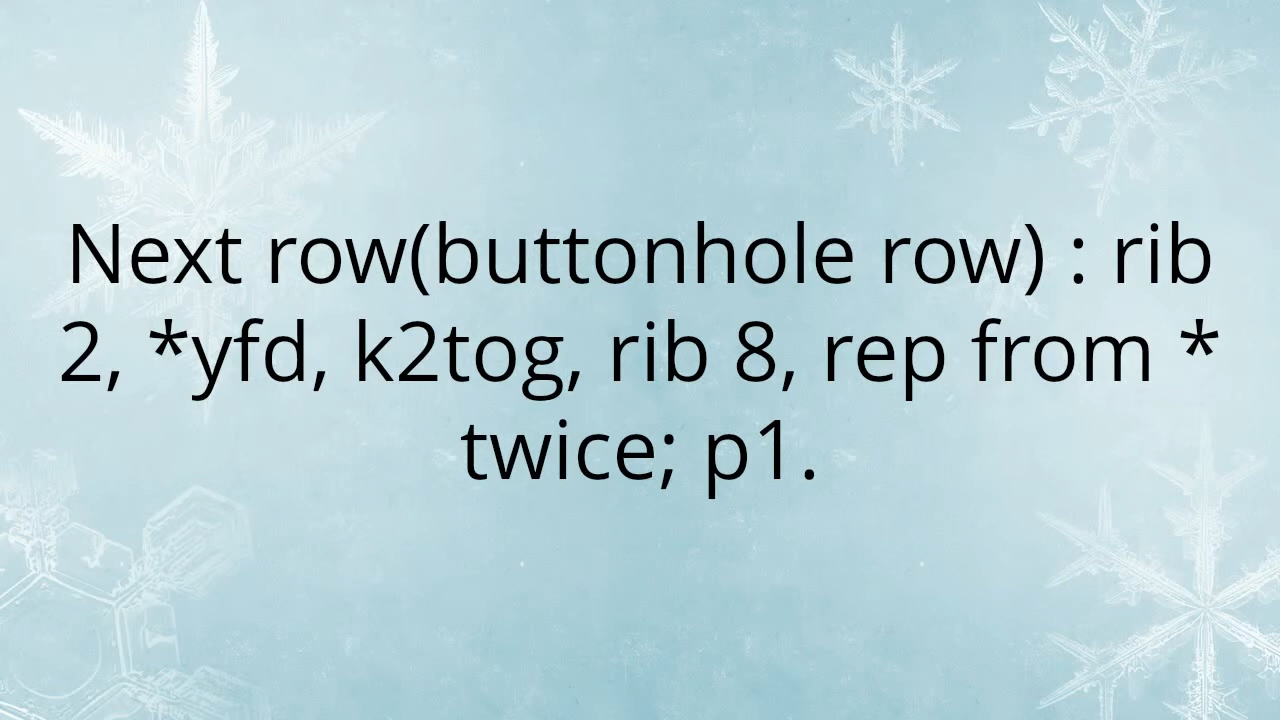 Next row(buttonhole row) : rib
2, *yfd, k2tog, rib 8, rep from *
twice; p1.